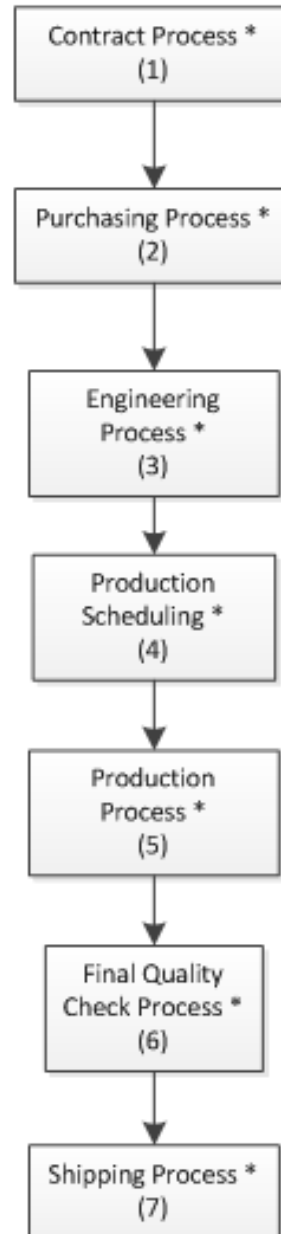 Contract Process *
(1)
Purchasing Process *
(2)
Engineering
Process *
(3)
Production
Scheduling *
(4)
Production
Process *
(5)
Final Quality
Check Process *
(6)
Shipping Process *
(7)